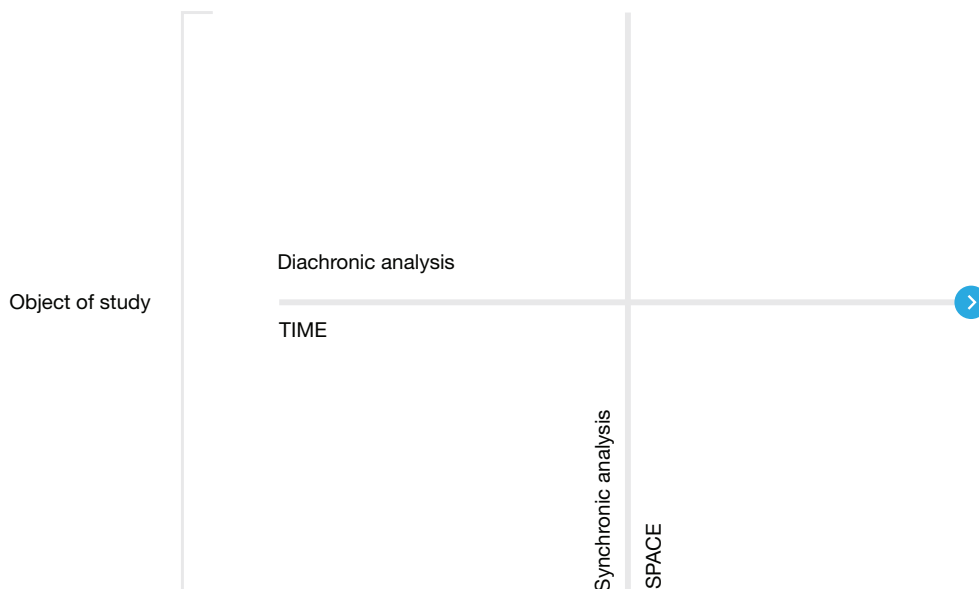 Diachronic analysis
Object of study
TIME
Synchronic analysis
SPACE